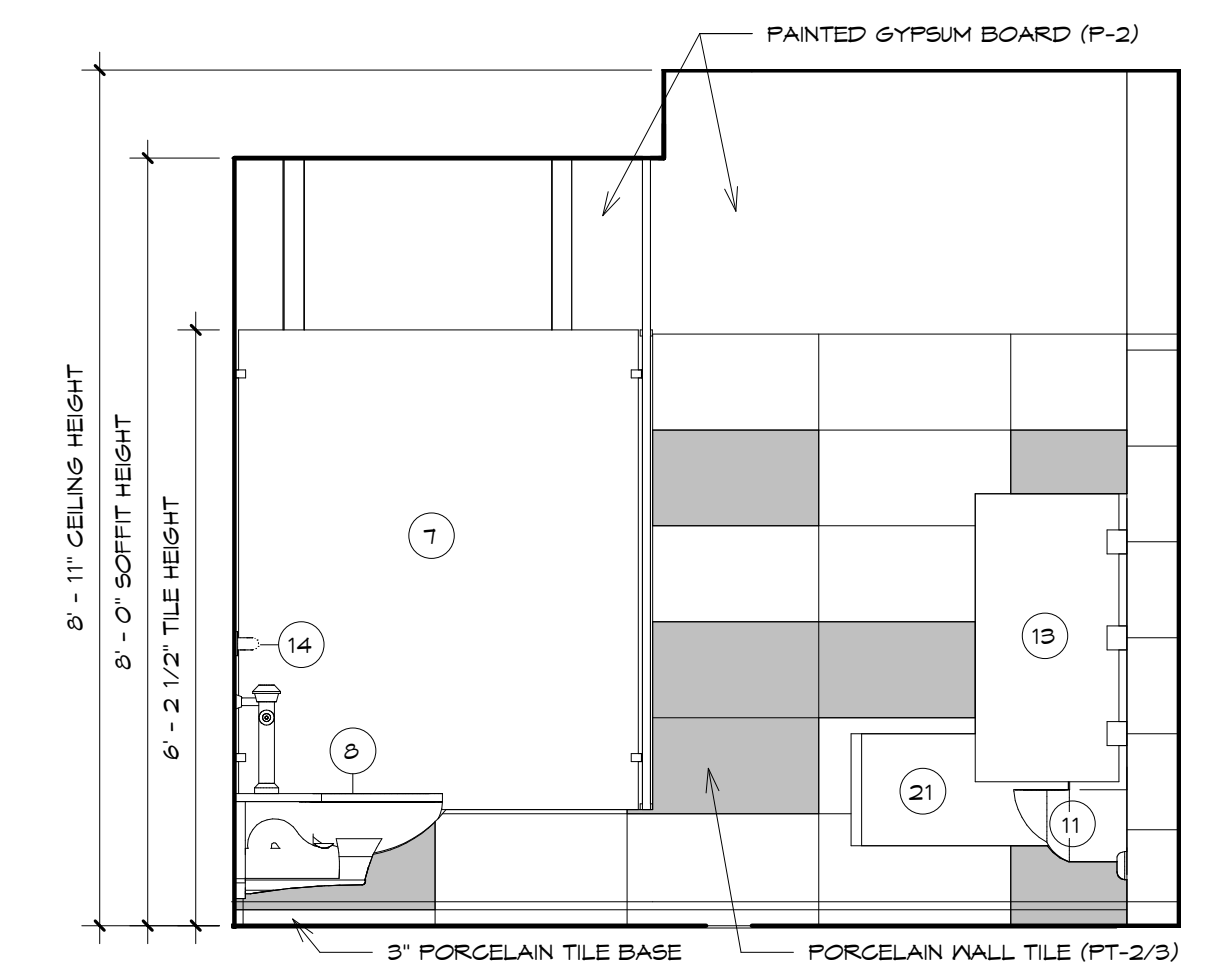 PAINTED GYPSUM BOARD (P-2)
8' - 11" CEILING HEIGHT
8' - 0" SOFFIT HEIGHT
6' - 2 1/2" TILE HEIGHT
7
14
13
8
21
11
3" PORCELAIN TILE BASE
PORCELAIN WALL TILE (PT-2/3)